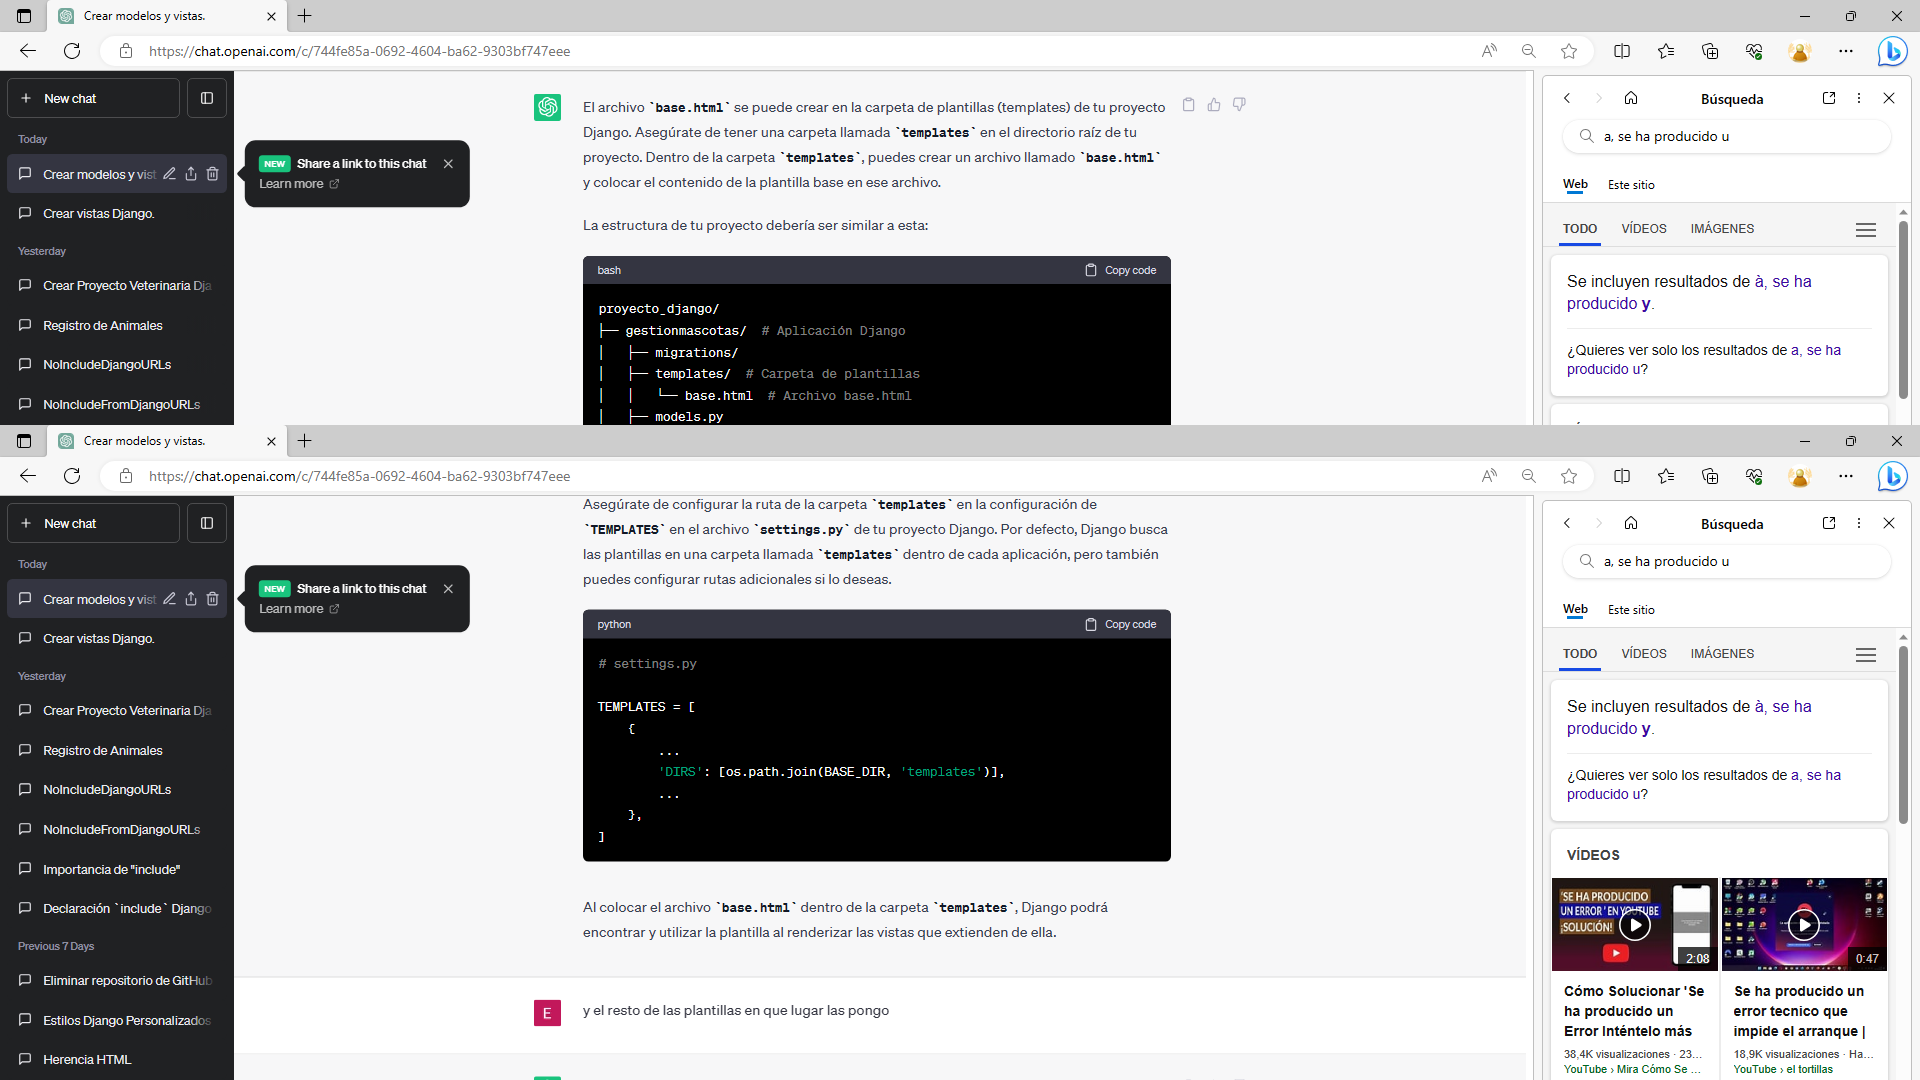 Crear modelos y vistas.
https://chat.openai.com/c/744fe85a-0692-4604-ba62-9303bf747eee
New chat
Today
Crear modelos y vist
Crear vistas Django.
Yesterday
Crear Proyecto Veterinaria Dja
Registro de Animales
NoIncludeDjangoURLs
NoIncludeFromDjangoURLs
NEW Share a link to this chat
Learn more
El archivo `base.html` se puede crear en la carpeta de plantillas (templates) de tu proyecto
Django. Asegúrate de tener una carpeta llamada `templates` en el directorio raíz de tu
proyecto. Dentro de la carpeta `templates`, puedes crear un archivo llamado `base.html`
y colocar el contenido de la plantilla base en ese archivo.
La estructura de tu proyecto debería ser similar a esta:
bash Copy code
proyecto_django/
├── gestionmascotas/  # Aplicación Django
│   ├── migrations/
│   ├── templates/  # Carpeta de plantillas
│   │   └── base.html  # Archivo base.html
│   ├── models.py
Búsqueda
a, se ha producido u
Web Este sitio
TODO VÍDEOS IMÁGENES
Se incluyen resultados de à, se ha
producido y.
¿Quieres ver solo los resultados de a, se ha
producido u?
Crear modelos y vistas.
https://chat.openai.com/c/744fe85a-0692-4604-ba62-9303bf747eee
New chat
Today
Crear modelos y vist
Crear vistas Django.
Yesterday
Crear Proyecto Veterinaria Dja
Registro de Animales
NoIncludeDjangoURLs
NoIncludeFromDjangoURLs
Importancia de "include"
Declaración `include` Django
Previous 7 Days
Eliminar repositorio de GitHub
Estilos Django Personalizados
Herencia HTML
NEW Share a link to this chat
Learn more
Asegúrate de configurar la ruta de la carpeta `templates` en la configuración de
`TEMPLATES` en el archivo `settings.py` de tu proyecto Django. Por defecto, Django busca
las plantillas en una carpeta llamada `templates` dentro de cada aplicación, pero también
puedes configurar rutas adicionales si lo deseas.
python Copy code
# settings.py
TEMPLATES = [
{
...
'DIRS': [os.path.join(BASE_DIR, 'templates')],
...
},
]
Al colocar el archivo `base.html` dentro de la carpeta `templates`, Django podrá
encontrar y utilizar la plantilla al renderizar las vistas que extienden de ella.
E
y el resto de las plantillas en que lugar las pongo
Búsqueda
a, se ha producido u
Web Este sitio
TODO VÍDEOS IMÁGENES
Se incluyen resultados de à, se ha
producido y.
¿Quieres ver solo los resultados de a, se ha
producido u?
VÍDEOS
'SE HA PRODUCIDO
UN ERROR' EN YOUTUBE
¡SOLUCIÓN!
2:08
0:47
Cómo Solucionar 'Se
ha producido un
Error Inténtelo más
38,4K visualizaciones · 23...
YouTube › Mira Cómo Se ...
Se ha producido un
error tecnico que
impide el arranque |
18,9K visualizaciones · Ha...
YouTube › el tortillas